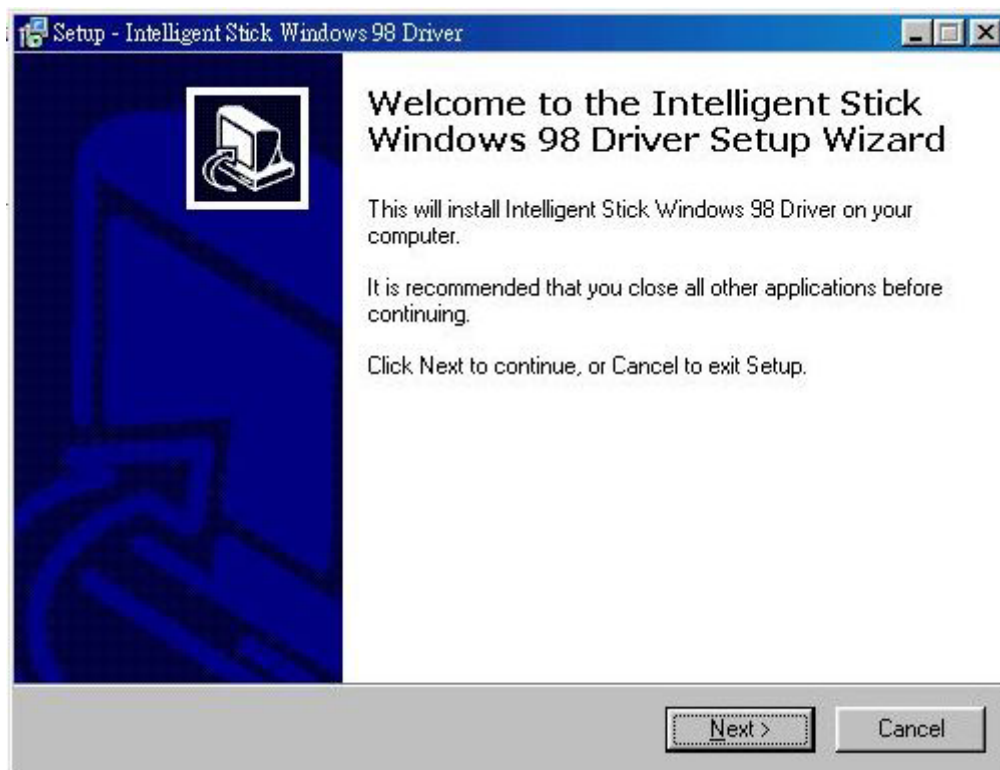 Setup - Intelligent Stick Windows 98 Driver
Welcome to the Intelligent Stick
Windows 98 Driver Setup Wizard
This will install Intelligent Stick Windows 98 Driver on your
computer.
It is recommended that you close all other applications before
continuing.
Click Next to continue, or Cancel to exit Setup.
Next > Cancel